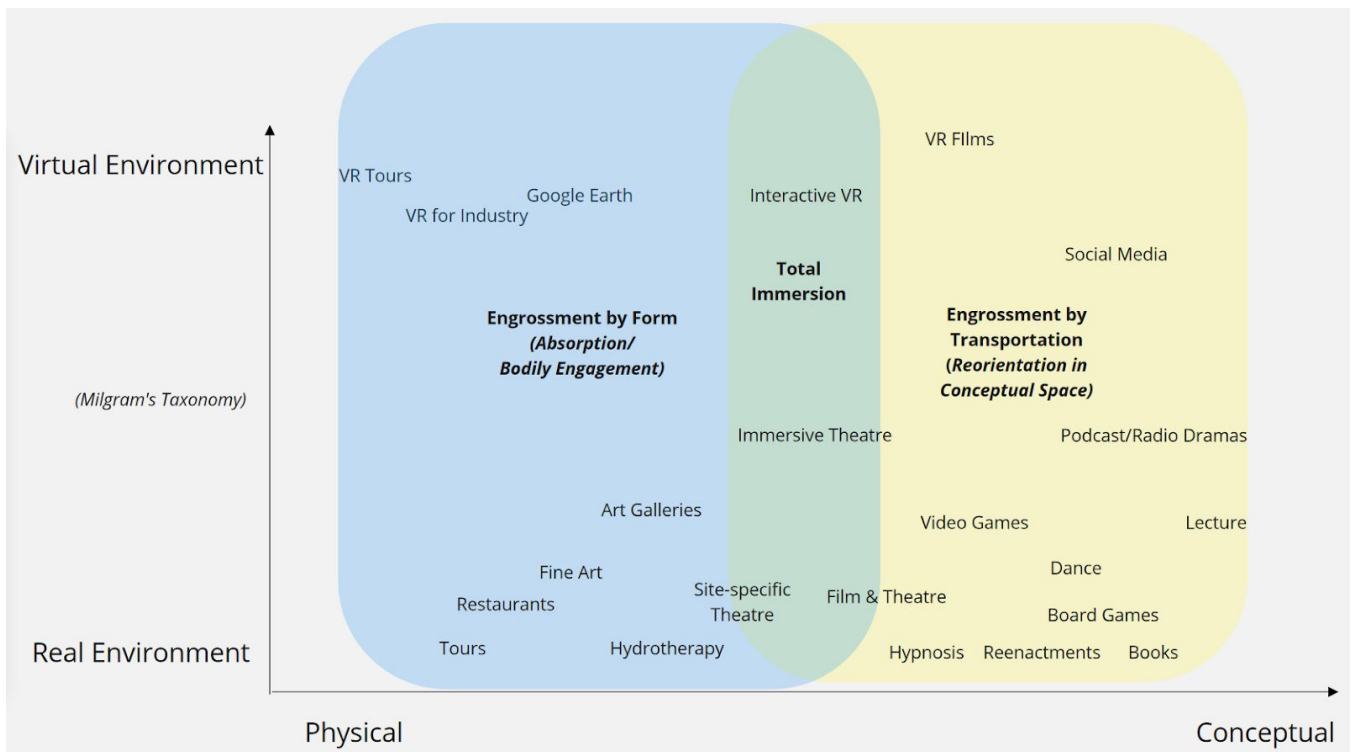 VR FIlms
Virtual Environment
VR Tours
Google Earth
Interactive VR
VR for Industry
Social Media
Total
Immersion
Engrossment by Form
(Absorption/
Bodily Engagement)
Engrossment by
Transportation
(Reorientation in
Conceptual Space)
(Milgram's Taxonomy)
Immersive Theatre
Podcast/Radio Dramas
Art Galleries
Video Games
Lecture
Fine Art
Dance
Restaurants
Site-specific
Theatre
Film & Theatre
Board Games
Real Environment
Tours
Hydrotherapy
Hypnosis
Reenactments
Books
Physical
Conceptual